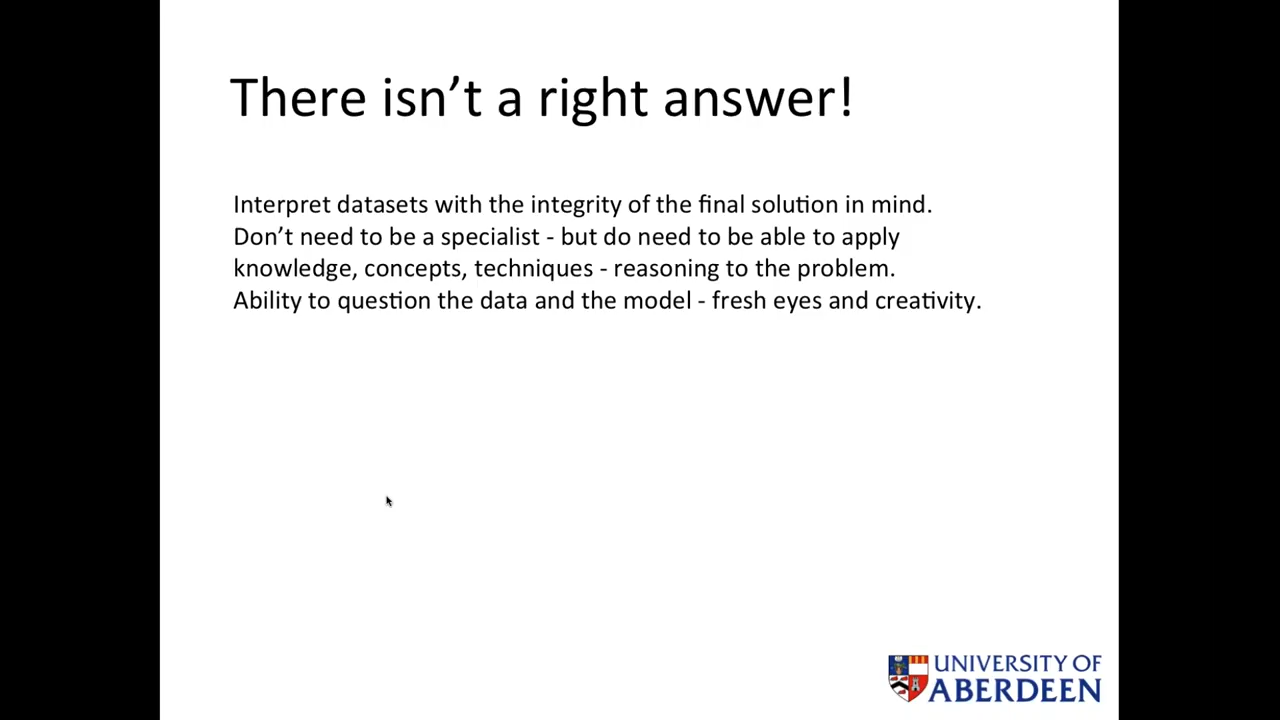 There isn’t a right answer!
Interpret datasets with the integrity of the final solution in mind.
Don’t need to be a specialist - but do need to be able to apply
knowledge, concepts, techniques - reasoning to the problem.
Ability to question the data and the model - fresh eyes and creativity.
UNIVERSITY OF
ABERDEEN